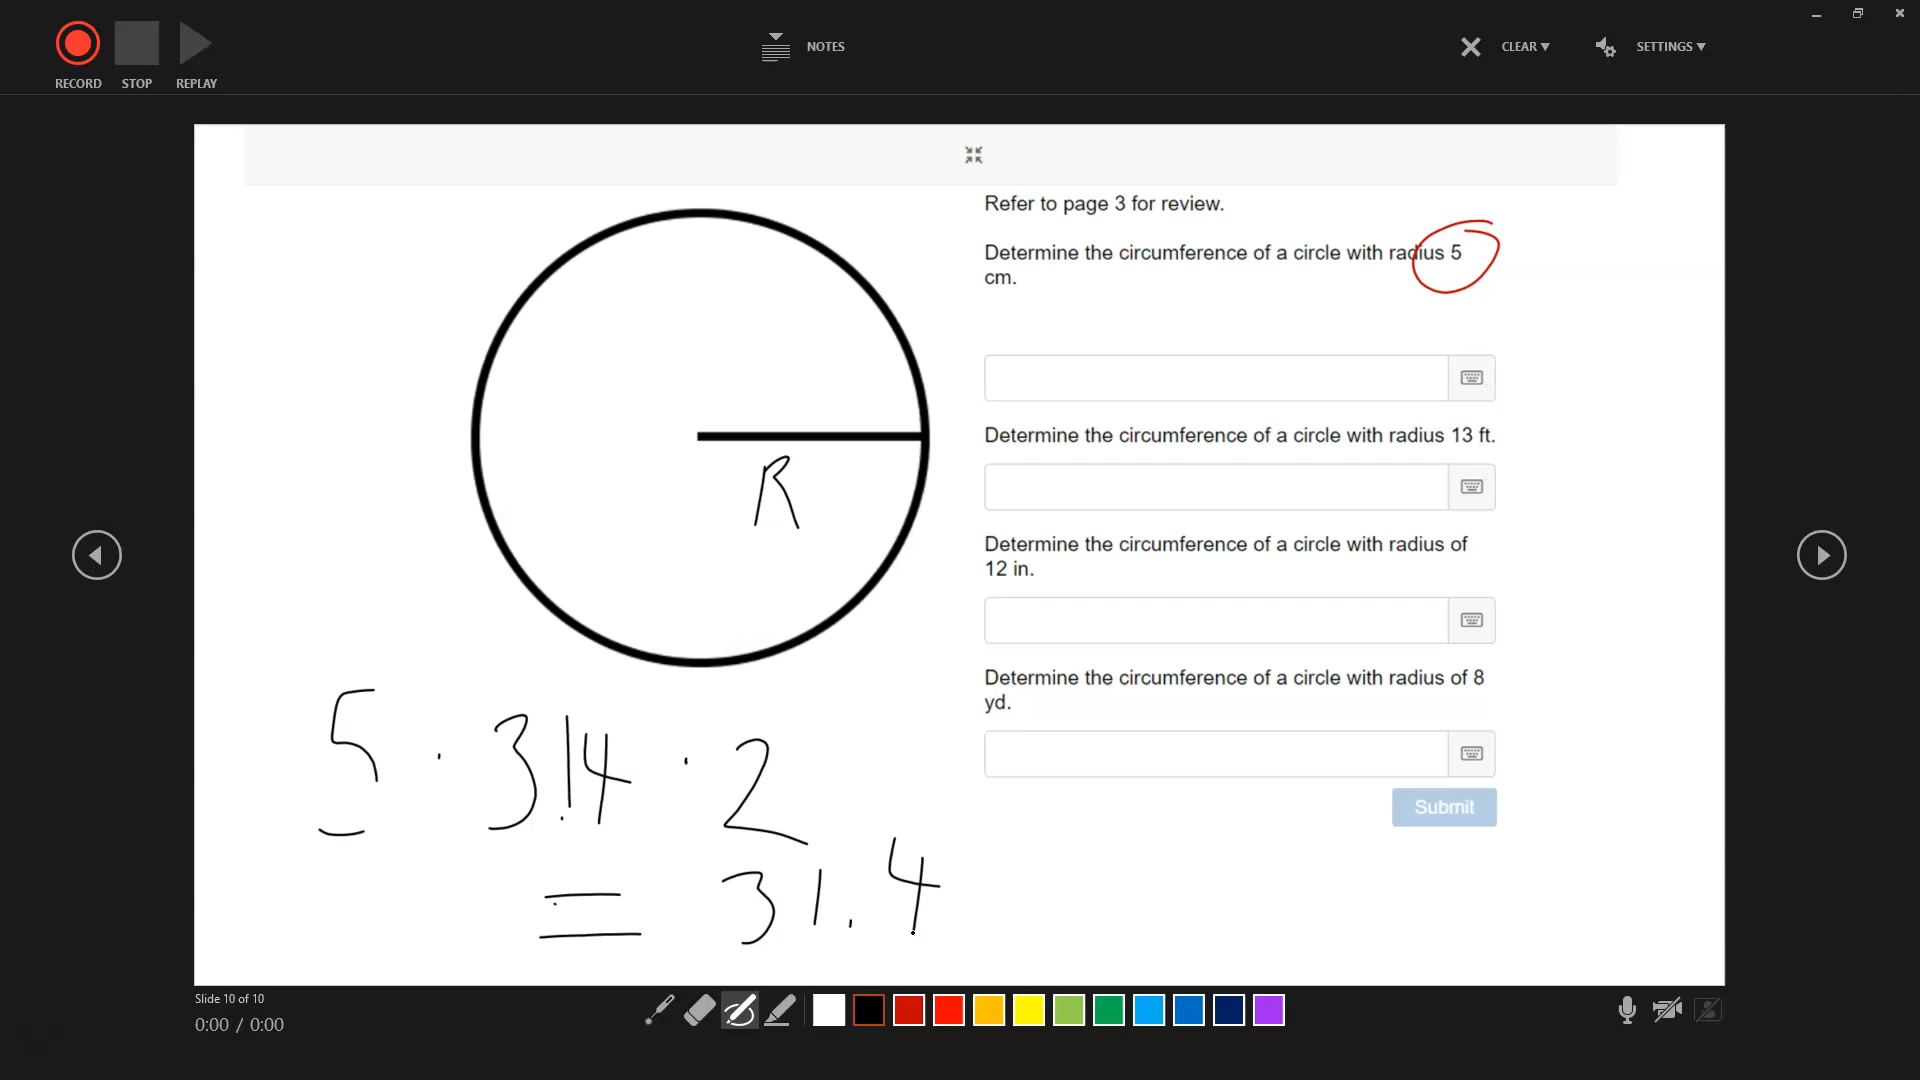 RECORD STOP REPLAY
NOTES
CLEAR
SETTINGS
Refer to page 3 for review.
Determine the circumference of a circle with radius 5
cm.
Determine the circumference of a circle with radius 13 ft.
Determine the circumference of a circle with radius of
12 in.
Determine the circumference of a circle with radius of 8
yd.
Submit
R
5 · 3.14 · 2
= 31.4
Slide 10 of 10
0:00 / 0:00